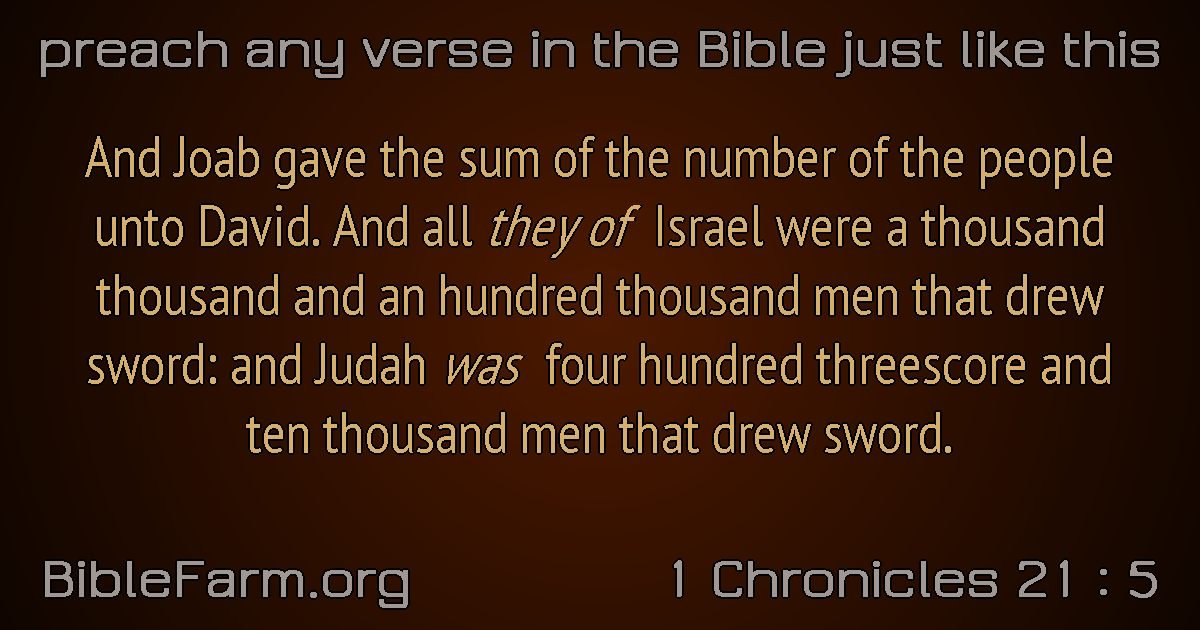 preach any verse in the Bible just like this
And Joab gave the sum of the number of the people
unto David. And all they of Israel were a thousand
thousand and an hundred thousand men that drew
sword: and Judah was four hundred threescore and
ten thousand men that drew sword.
BibleFarm.org
1 Chronicles 21 : 5